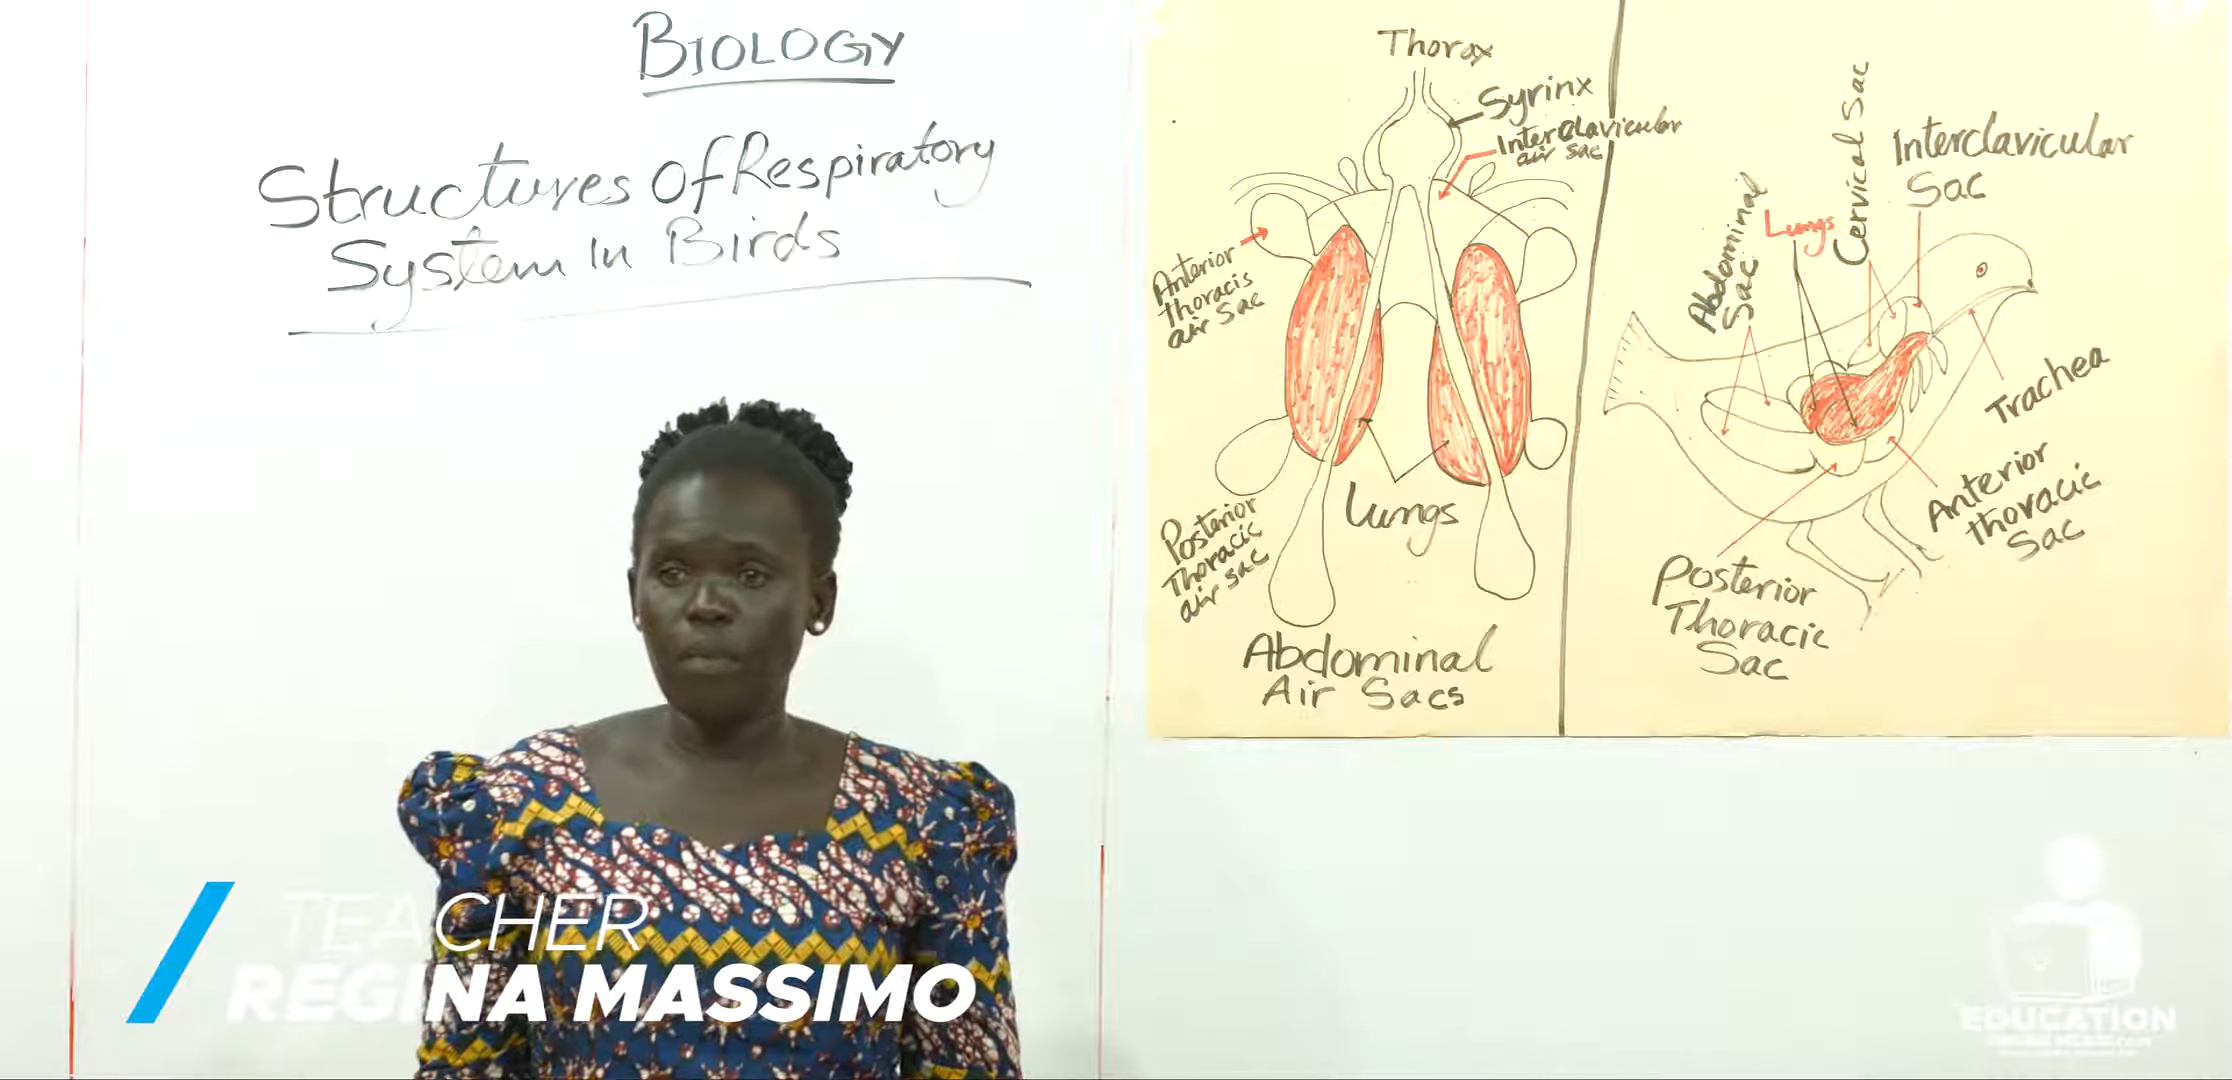 BIOLOGY
Structures Of Respiratory
System In Birds
Thorax
Syrinx
Interclavicular
air sac
Anterior
thoracis
air sac
Posterior
Thoracic
air sac
Lungs
Abdominal
Air Sacs
Abdominal
Sac
Lungs
Cervical Sac
Interclavicular
Sac
Trachea
Anterior
thoracic
Sac
Posterior
Thoracic
Sac
TEACHER
REGINA MASSIMO
EDUCATION